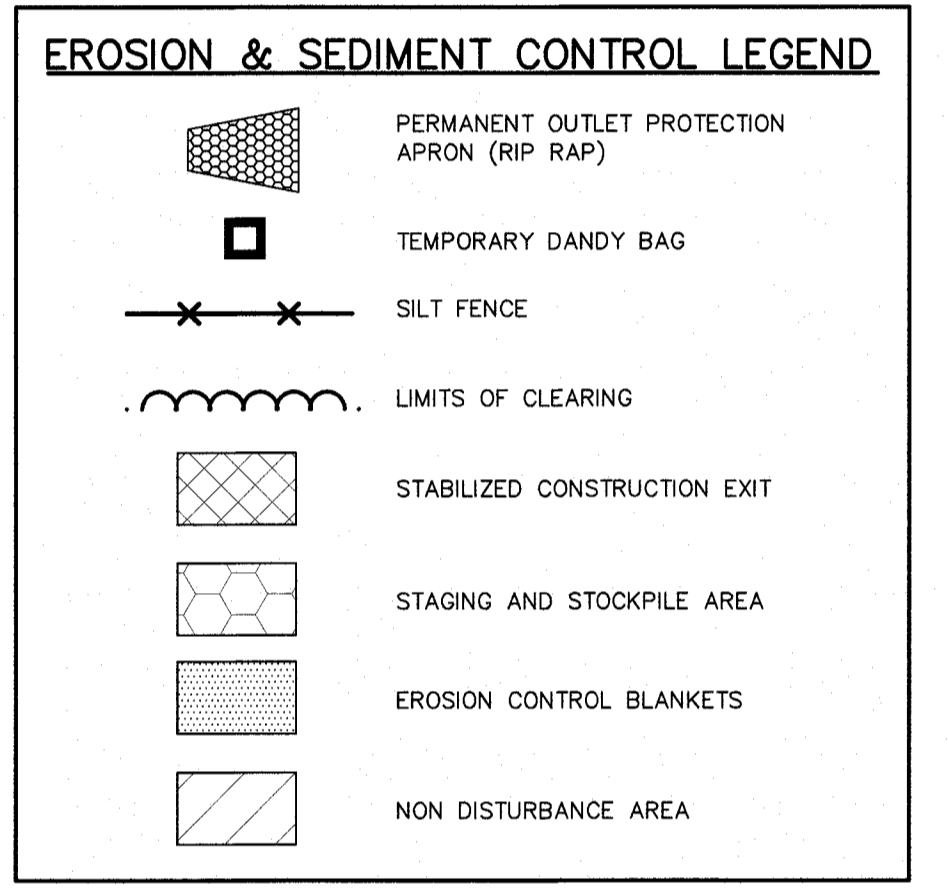 EROSION & SEDIMENT CONTROL LEGEND
PERMANENT OUTLET PROTECTION
APRON (RIP RAP)
TEMPORARY DANDY BAG
SILT FENCE
LIMITS OF CLEARING
STABILIZED CONSTRUCTION EXIT
STAGING AND STOCKPILE AREA
EROSION CONTROL BLANKETS
NON DISTURBANCE AREA